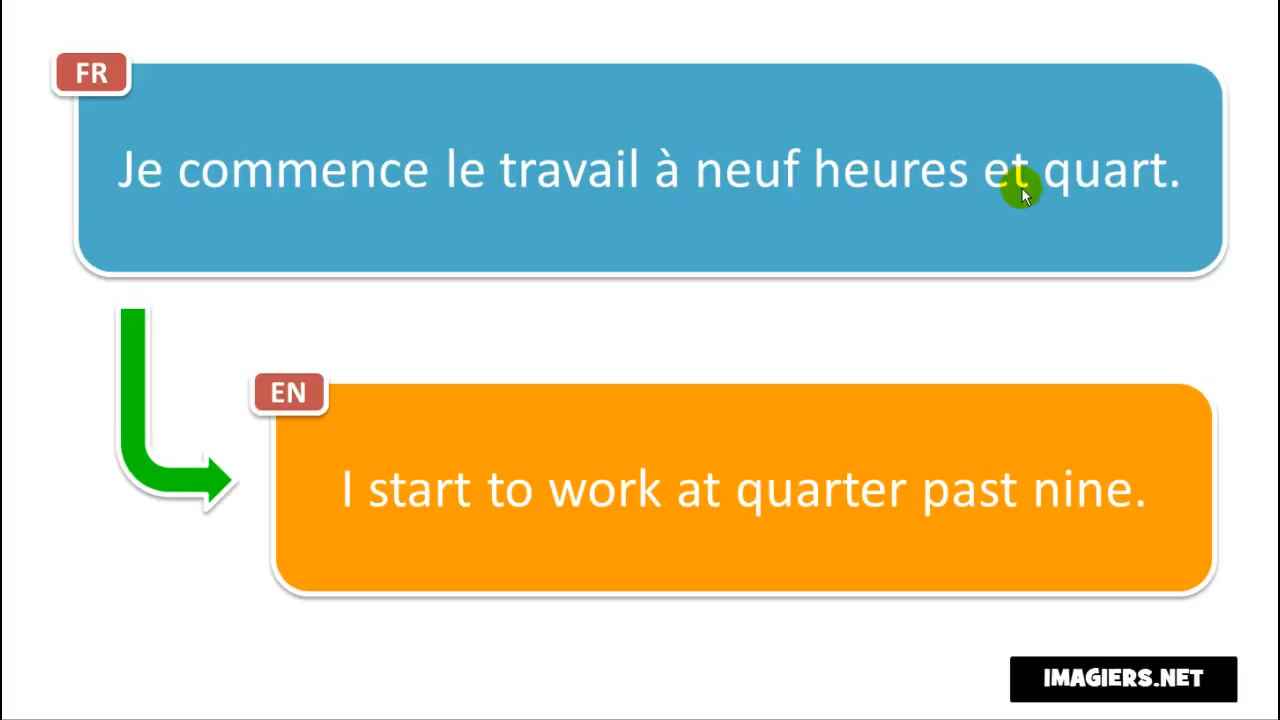 FR
Je commence le travail à neuf heures et quart.
EN
I start to work at quarter past nine.
IMAGIERS.NET